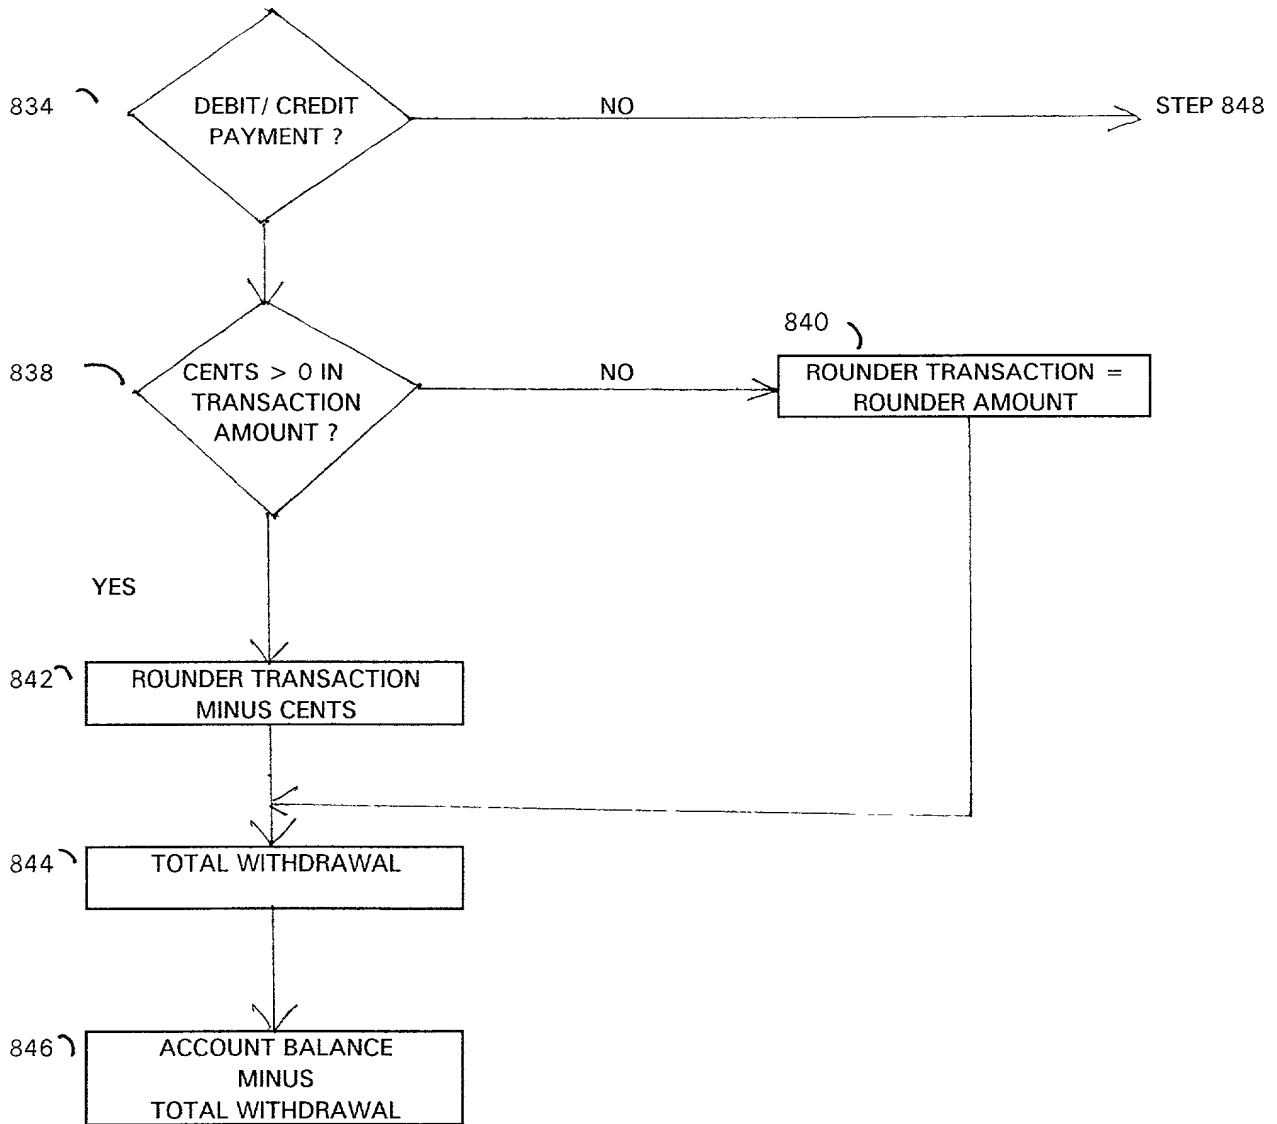 834
DEBIT/ CREDIT
PAYMENT ?
NO
STEP 848
838
CENTS > 0 IN
TRANSACTION
AMOUNT ?
NO
840
ROUNDER TRANSACTION =
ROUNDER AMOUNT
YES
842
ROUNDER TRANSACTION
MINUS CENTS
844
TOTAL WITHDRAWAL
846
ACCOUNT BALANCE
MINUS
TOTAL WITHDRAWAL